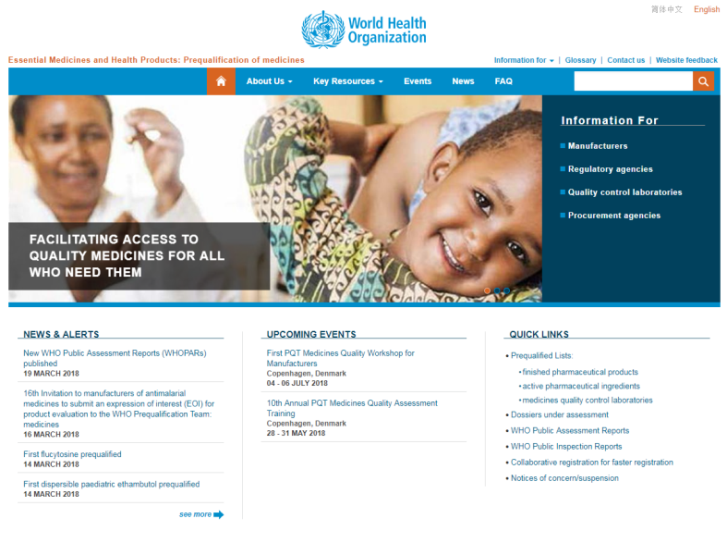 简体中文 English
World Health
Organization
Essential Medicines and Health Products: Prequalification of medicines
Information for | Glossary | Contact us | Website feedback
About Us Key Resources Events News FAQ
Information For
Manufacturers
Regulatory agencies
Quality control laboratories
Procurement agencies
FACILITATING ACCESS TO
QUALITY MEDICINES FOR ALL
WHO NEED THEM
NEWS & ALERTS
New WHO Public Assessment Reports (WHOPARs)
published
19 MARCH 2018
16th Invitation to manufacturers of antimalarial
medicines to submit an expression of interest (EOI) for
product evaluation to the WHO Prequalification Team:
medicines
16 MARCH 2018
First flucytosine prequalified
14 MARCH 2018
First dispersible paediatric ethambutol prequalified
14 MARCH 2018
see more
UPCOMING EVENTS
First PQT Medicines Quality Workshop for
Manufacturers
Copenhagen, Denmark
04 - 06 JULY 2018
10th Annual PQT Medicines Quality Assessment
Training
Copenhagen, Denmark
28 - 31 MAY 2018
QUICK LINKS
• Prequalified Lists:
• finished pharmaceutical products
• active pharmaceutical ingredients
• medicines quality control laboratories
• Dossiers under assessment
• WHO Public Assessment Reports
• WHO Public Inspection Reports
• Collaborative registration for faster registration
• Notices of concern/suspension